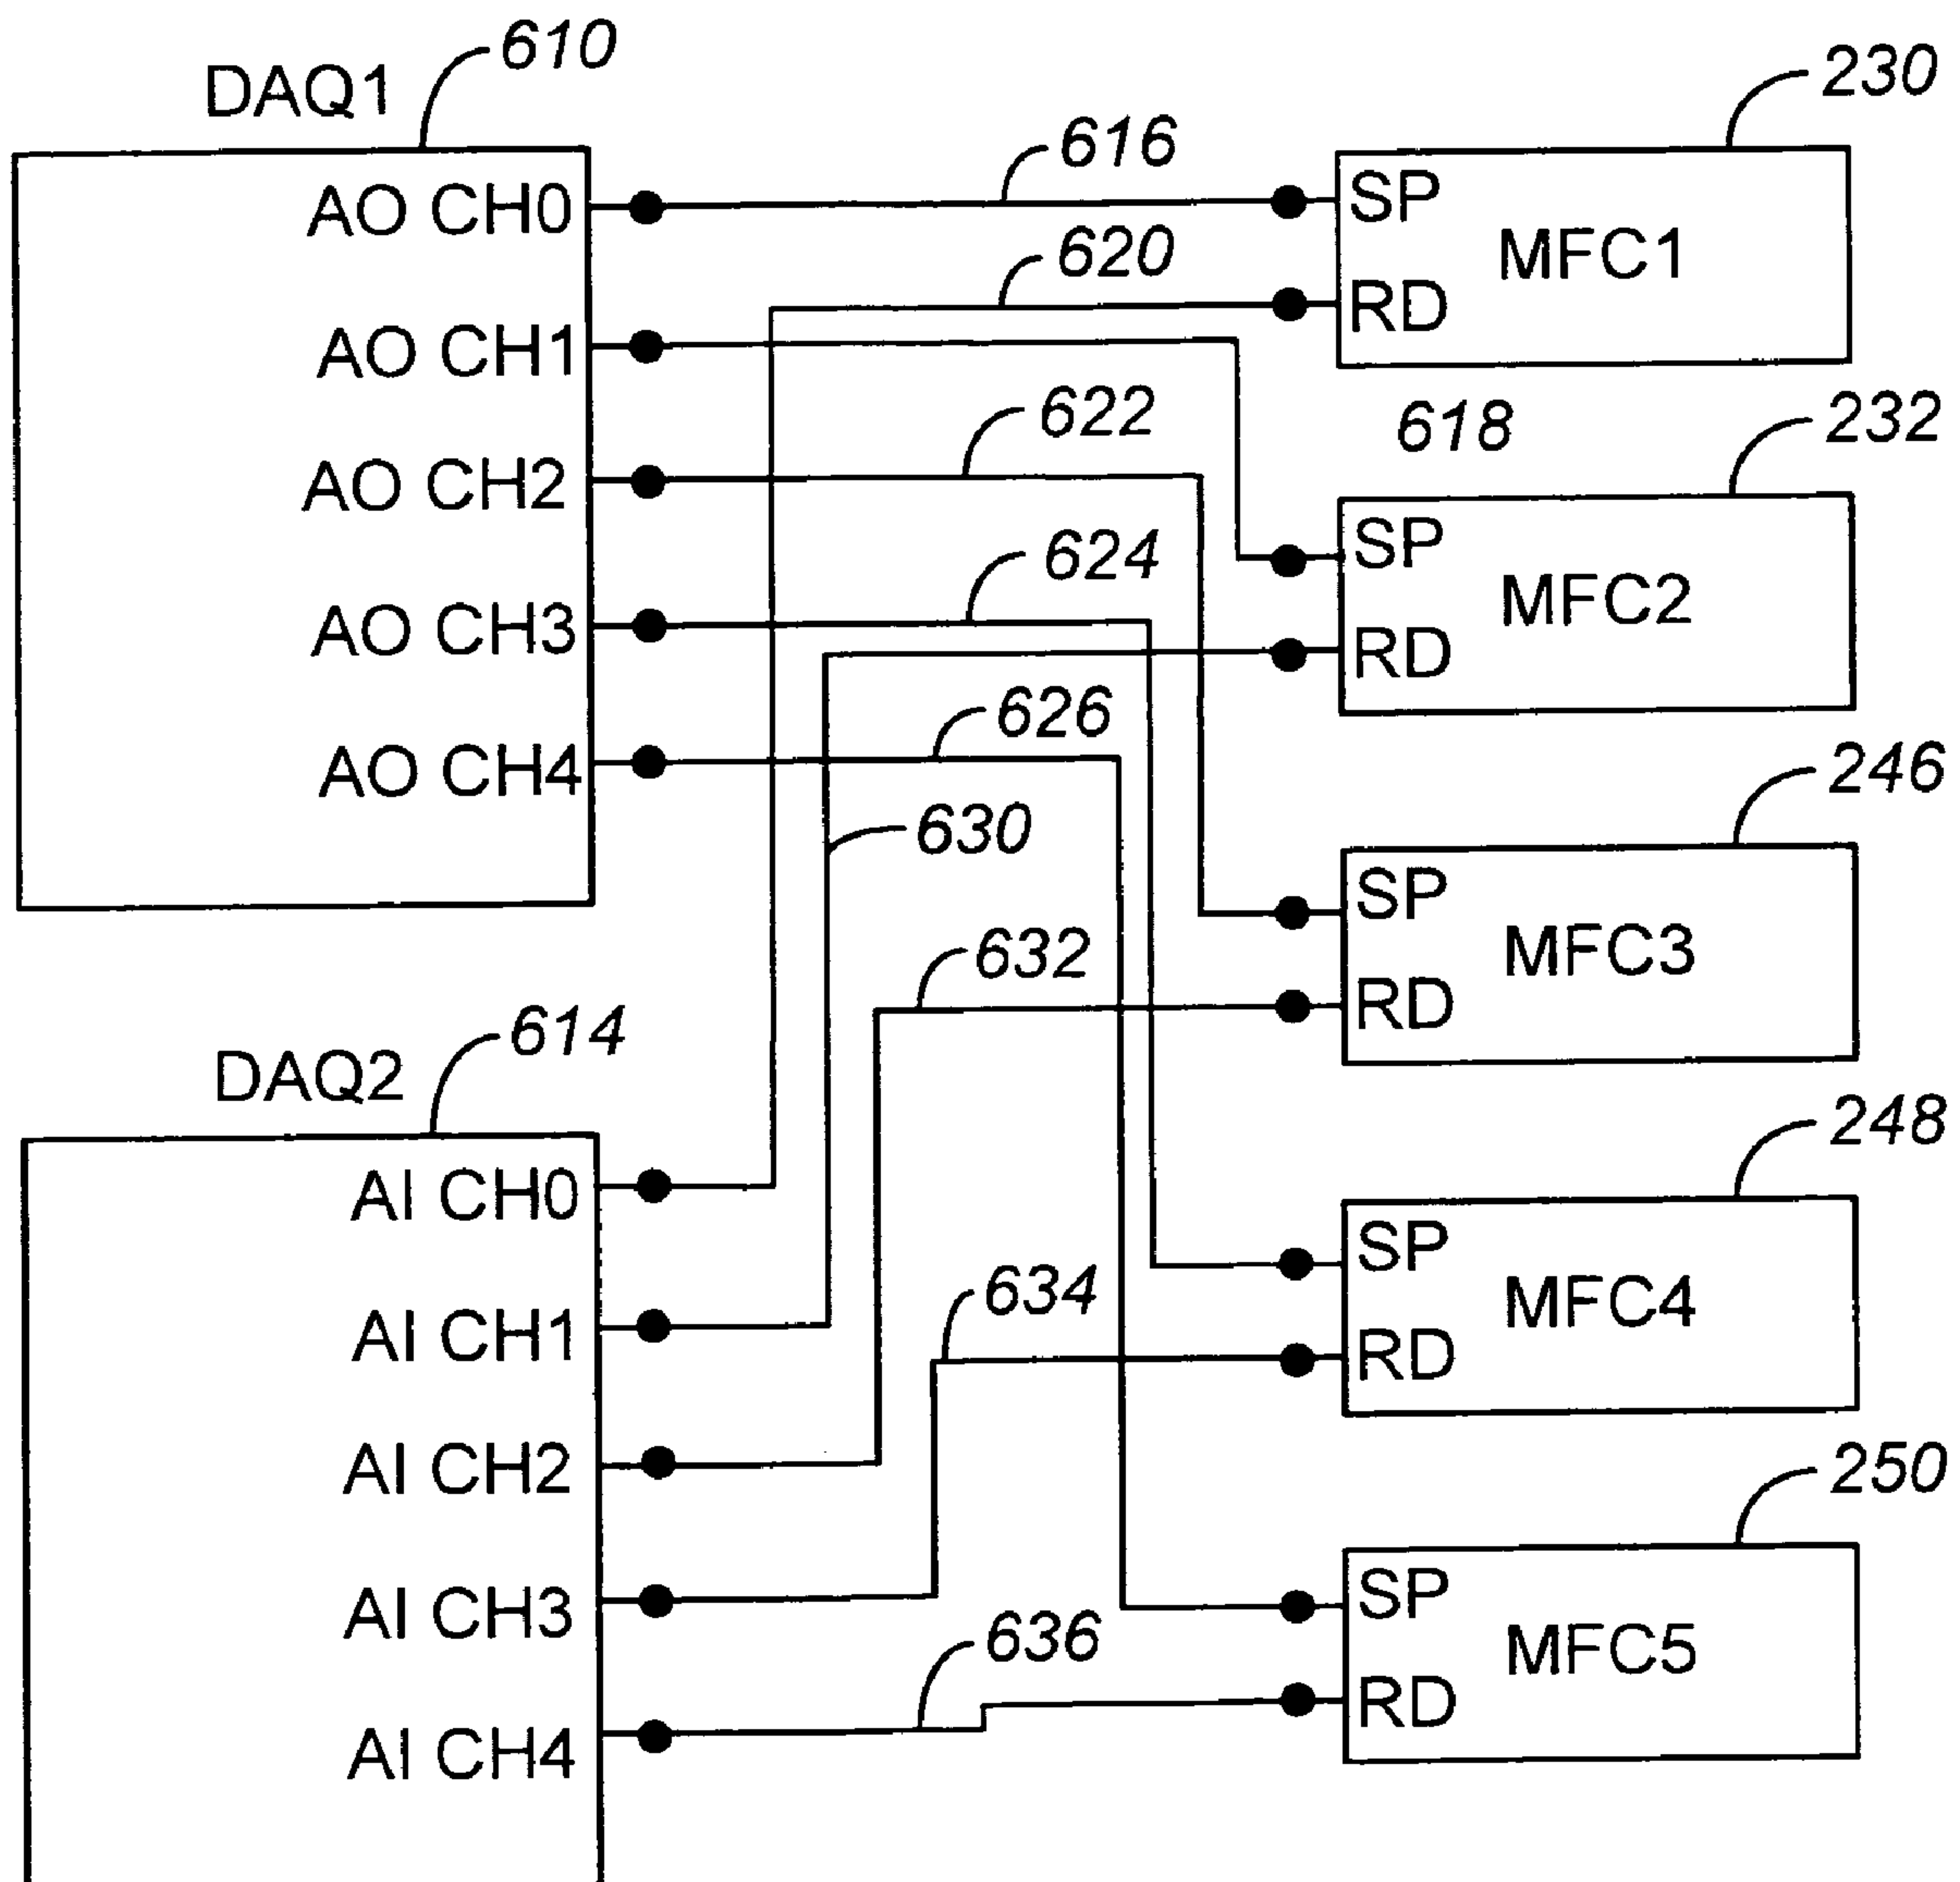 610
DAQ1
AO CH0
AO CH1
AO CH2
AO CH3
AO CH4
616
620
622
624
626
630
632
634
636
618
230
SP
MFC1
RD
232
SP
MFC2
RD
246
SP
MFC3
RD
248
SP
MFC4
RD
250
SP
MFC5
RD
614
DAQ2
AI CH0
AI CH1
AI CH2
AI CH3
AI CH4